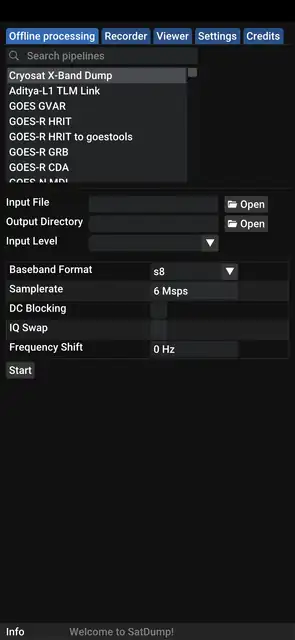 Offline processing Recorder Viewer Settings Credits
Search pipelines
Cryosat X-Band Dump
Aditya-L1 TLM Link
GOES GVAR
GOES-R HRIT
GOES-R HRIT to goestools
GOES-R GRB
GOES-R CDA
GOES-N MDL
Input File Open
Output Directory Open
Input Level
Baseband Format s8
Samplerate 6 Msps
DC Blocking
IQ Swap
Frequency Shift 0 Hz
Start
Info Welcome to SatDump!